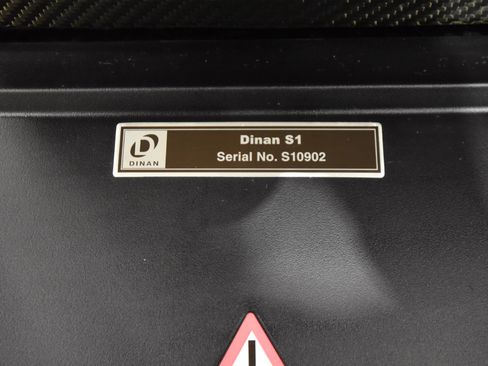 Dinan S1
Serial No. S10902
DINAN